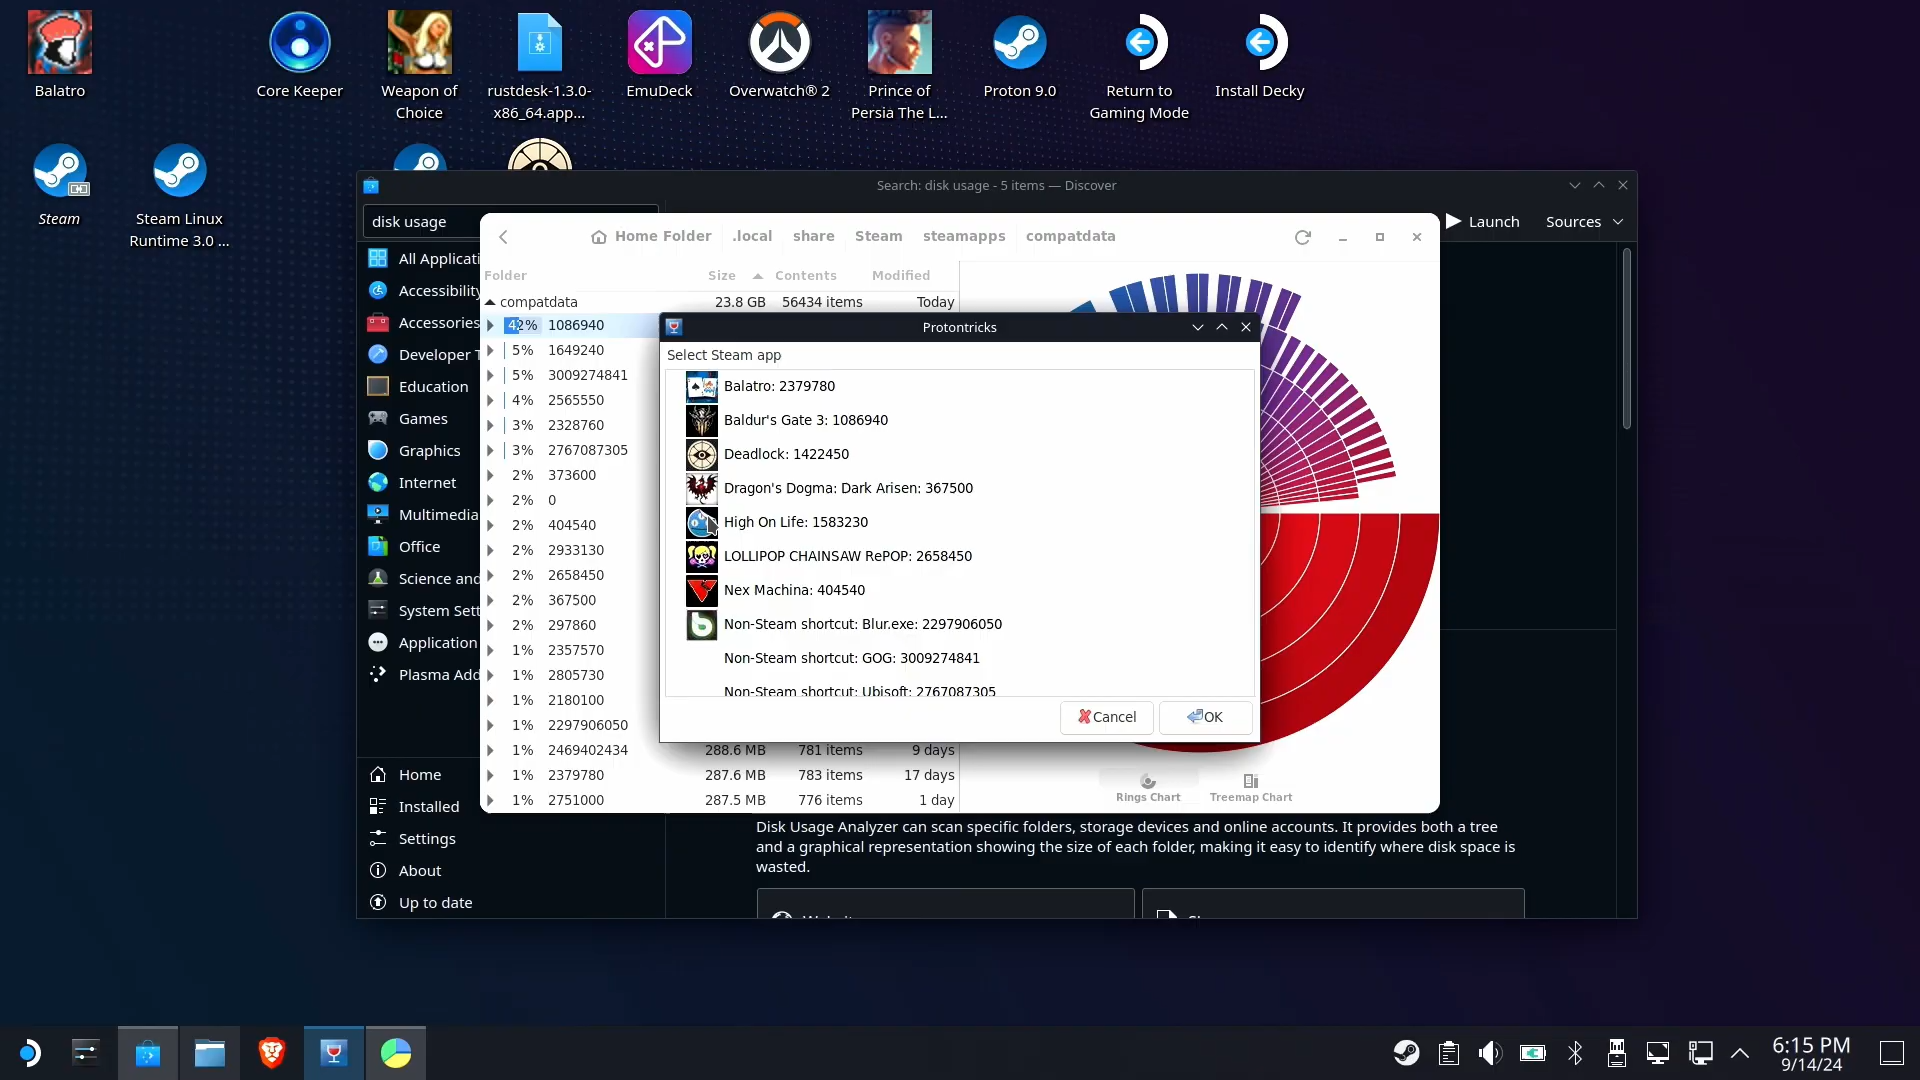 Balatro
Core Keeper
Weapon of
Choice
rustdesk-1.3.0-
x86_64.app...
EmuDeck
Overwatch® 2
Prince of
Persia The L...
Proton 9.0
Return to
Gaming Mode
Install Decky
Steam
Steam Linux
Runtime 3.0 ...
Search: disk usage - 5 items — Discover
disk usage
Launch
Sources
All Applicati
Accessibility
Accessories
Developer T
Education
Games
Graphics
Internet
Multimedia
Office
Science and
System Sett
Application
Plasma Add
Home
Installed
Settings
About
Up to date
Home Folder
.local
share
Steam
steamapps
compatdata
Folder Size Contents Modified
compatdata 23.8 GB 56434 items Today
42% 1086940
5% 1649240
5% 3009274841
4% 2565550
3% 2328760
3% 2767087305
2% 373600
2% 0
2% 404540
2% 2933130
2% 2658450
2% 367500
2% 297860
1% 2357570
1% 2805730
1% 2180100
1% 2297906050
1% 2469402434 288.6 MB 781 items 9 days
1% 2379780 287.6 MB 783 items 17 days
1% 2751000 287.5 MB 776 items 1 day
Rings Chart
Treemap Chart
Protontricks
Select Steam app
Balatro: 2379780
Baldur's Gate 3: 1086940
Deadlock: 1422450
Dragon's Dogma: Dark Arisen: 367500
High On Life: 1583230
LOLLIPOP CHAINSAW RePOP: 2658450
Nex Machina: 404540
Non-Steam shortcut: Blur.exe: 2297906050
Non-Steam shortcut: GOG: 3009274841
Non-Steam shortcut: Ubisoft: 2767087305
Cancel
OK
Disk Usage Analyzer can scan specific folders, storage devices and online accounts. It provides both a tree
and a graphical representation showing the size of each folder, making it easy to identify where disk space is
wasted.
6:15 PM
9/14/24